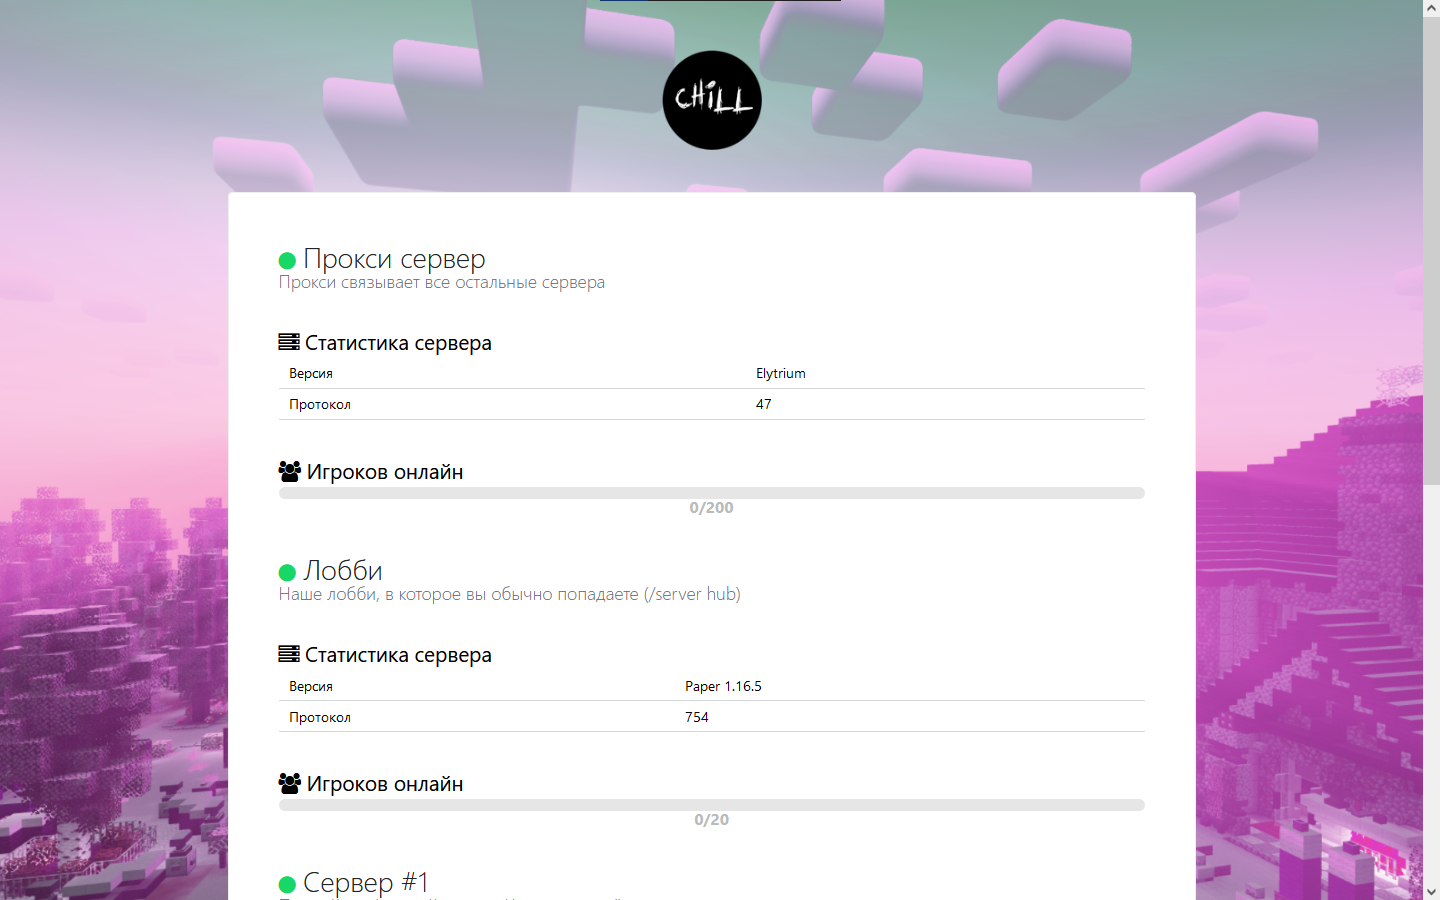 CHiLL
Прокси сервер
Прокси связывает все остальные сервера
Статистика сервера
Версия Elytrium
Протокол 47
Игроков онлайн
0/200
Лобби
Наше лобби, в которое вы обычно попадаете (/server hub)
Статистика сервера
Версия Paper 1.16.5
Протокол 754
Игроков онлайн
0/20
Сервер #1